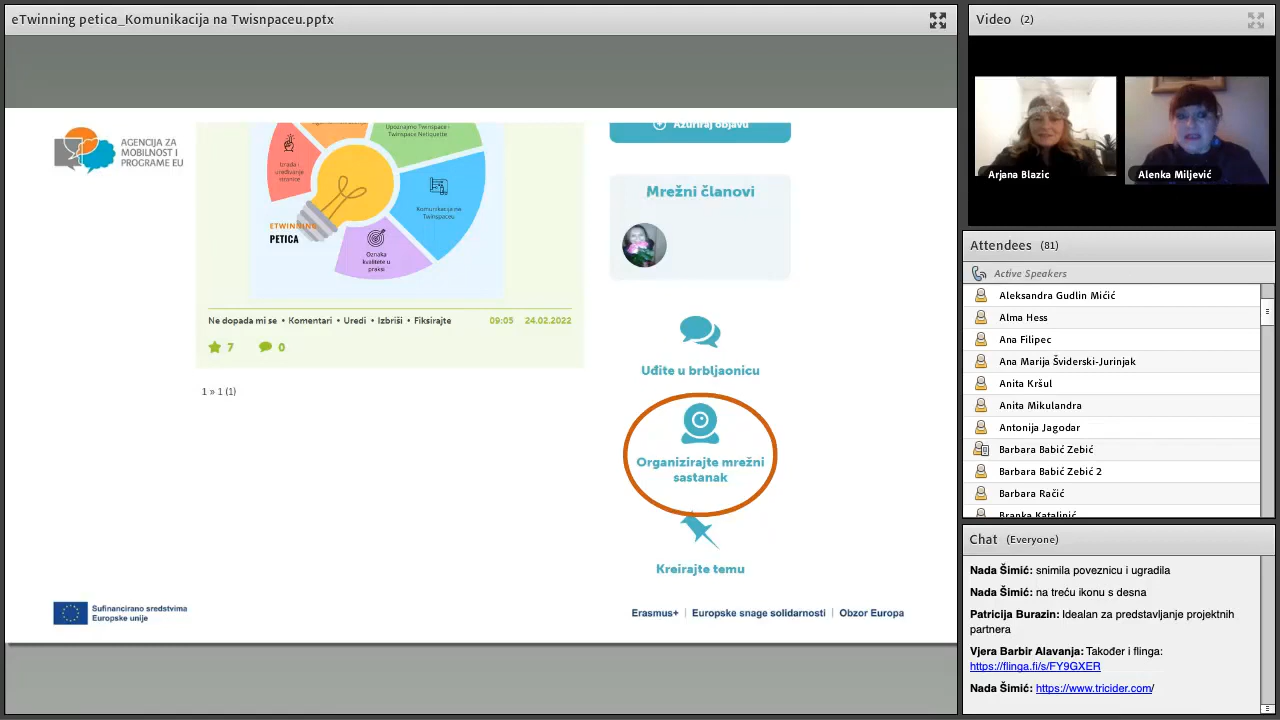 eTwinning petica_Komunikacija na Twisnpaceu.pptx
AGENCIJA ZA
MOBILNOST I
PROGRAME EU
Upoznajmo Twinspace i
Twinspace Netiquette
Izrada i
uređivanje
stranice
Komunikacija na
Twinspaceu
ETWINNING
PETICA
Oznaka
kvalitete u
praksi
Ne dopada mi se • Komentari • Uredi • Izbriši • Fiksirajte 09:05 24.02.2022
7 0
1 » 1 (1)
Ažuriraj objavu
Mrežni članovi
Uđite u brbljaonicu
Organizirajte mrežni
sastanak
Kreirajte temu
Sufinancirano sredstvima
Europske unije
Erasmus+ | Europske snage solidarnosti | Obzor Europa
Video (2)
Arjana Blazic
Alenka Miljević
Attendees (81)
Active Speakers
Aleksandra Gudlin Mićić
Alma Hess
Ana Filipec
Ana Marija Šviderski-Jurinjak
Anita Kršul
Anita Mikulandra
Antonija Jagodar
Barbara Babić Zebić
Barbara Babić Zebić 2
Barbara Račić
Branka Katalinić
Chat (Everyone)
Nada Šimić: snimila poveznicu i ugradila
Nada Šimić: na treću ikonu s desna
Patricija Burazin: Idealan za predstavljanje projektnih
partnera
Vjera Barbir Alavanja: Također i flinga:
https://flinga.fi/s/FY9GXER
Nada Šimić: https://www.tricider.com/